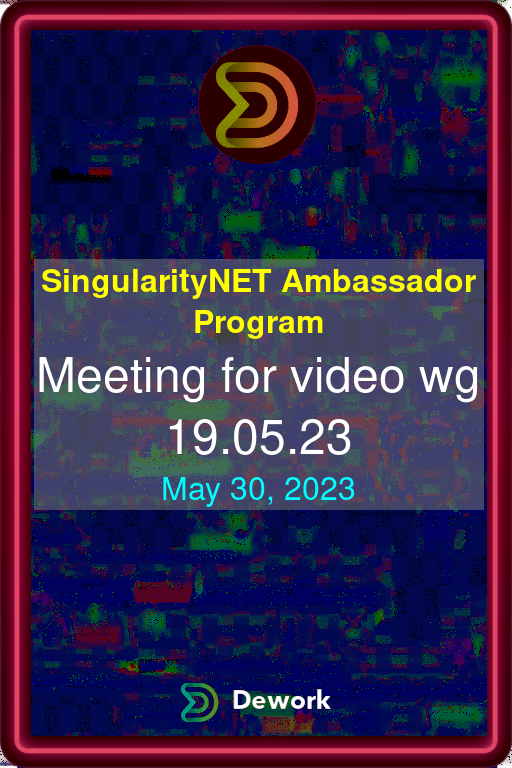 SingularityNET Ambassador
Program
Meeting for video wg
19.05.23
May 30, 2023
Dework